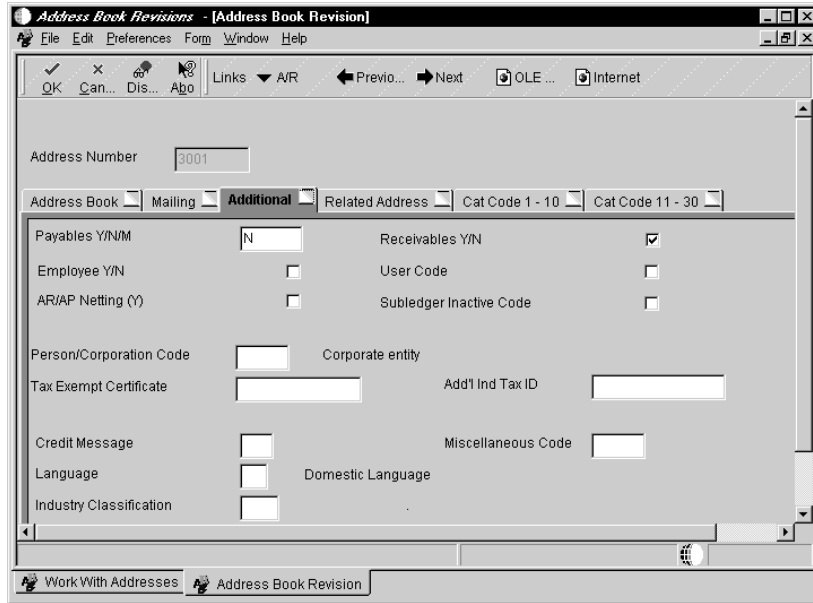 Address Book Revisions - [Address Book Revision]
File Edit Preferences Form Window Help
OK Can... Dis... Abo Links A/R Previo... Next OLE ... Internet
Address Number 3001
Address Book Mailing Additional Related Address Cat Code 1 - 10 Cat Code 11 - 30
Payables Y/N/M N Receivables Y/N
Employee Y/N User Code
AR/AP Netting (Y) Subledger Inactive Code
Person/Corporation Code Corporate entity
Tax Exempt Certificate Add'l Ind Tax ID
Credit Message Miscellaneous Code
Language Domestic Language
Industry Classification .
Work With Addresses Address Book Revision